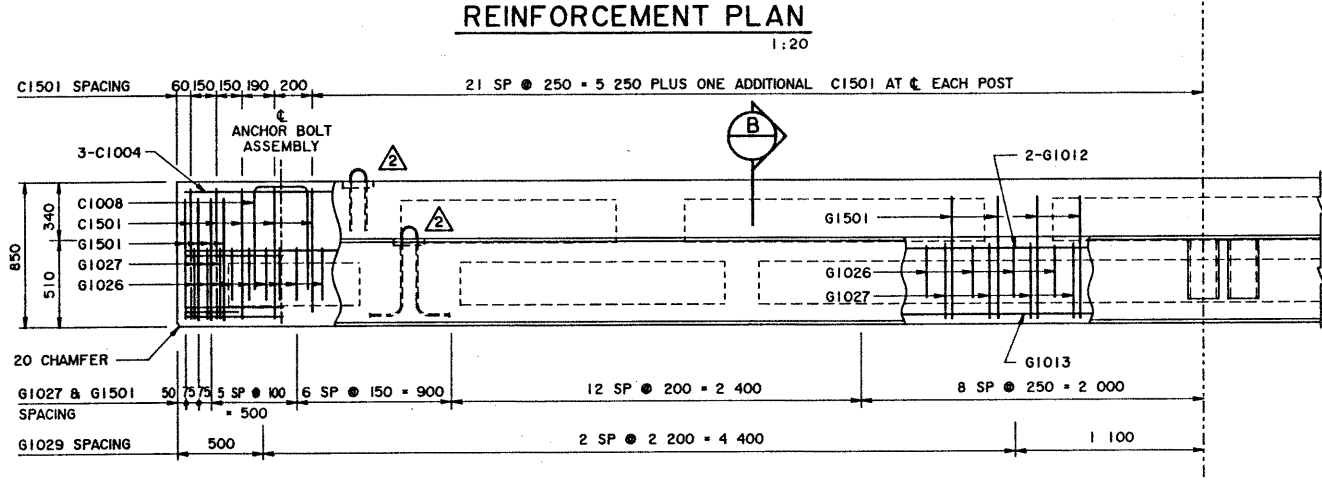 REINFORCEMENT PLAN
1:20
C1501 SPACING 60 150 150 190 200 21 SP @ 250 = 5 250 PLUS ONE ADDITIONAL C1501 AT ℄ EACH POST
℄
ANCHOR BOLT
ASSEMBLY
B
3-C1004
2
2-G1012
C1008
C1501
G1501
G1027
G1026
2
G1501
G1026
G1027
850
340
510
20 CHAMFER
G1013
G1027 & G1501 50 75 75 5 SP @ 100 6 SP @ 150 = 900 12 SP @ 200 = 2 400 8 SP @ 250 = 2 000
SPACING = 500
G1029 SPACING 500 2 SP @ 2 200 = 4 400 1 100